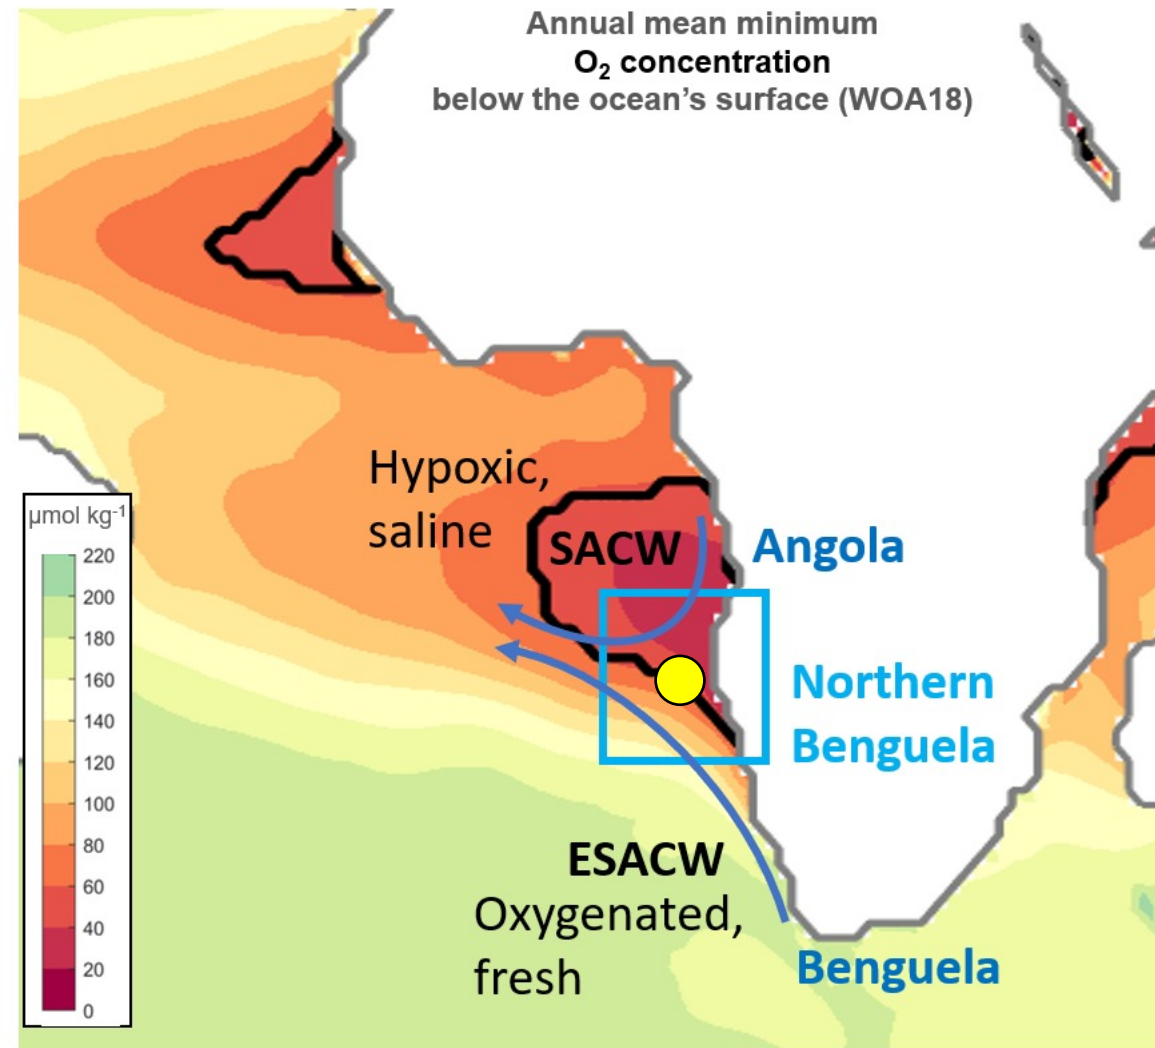 Annual mean minimum
O₂ concentration
below the ocean's surface (WOA18)
Hypoxic,
saline
SACW
Angola
Northern
Benguela
ESACW
Oxygenated,
fresh
Benguela
µmol kg⁻¹
220
200
180
160
140
120
100
80
60
40
20
0